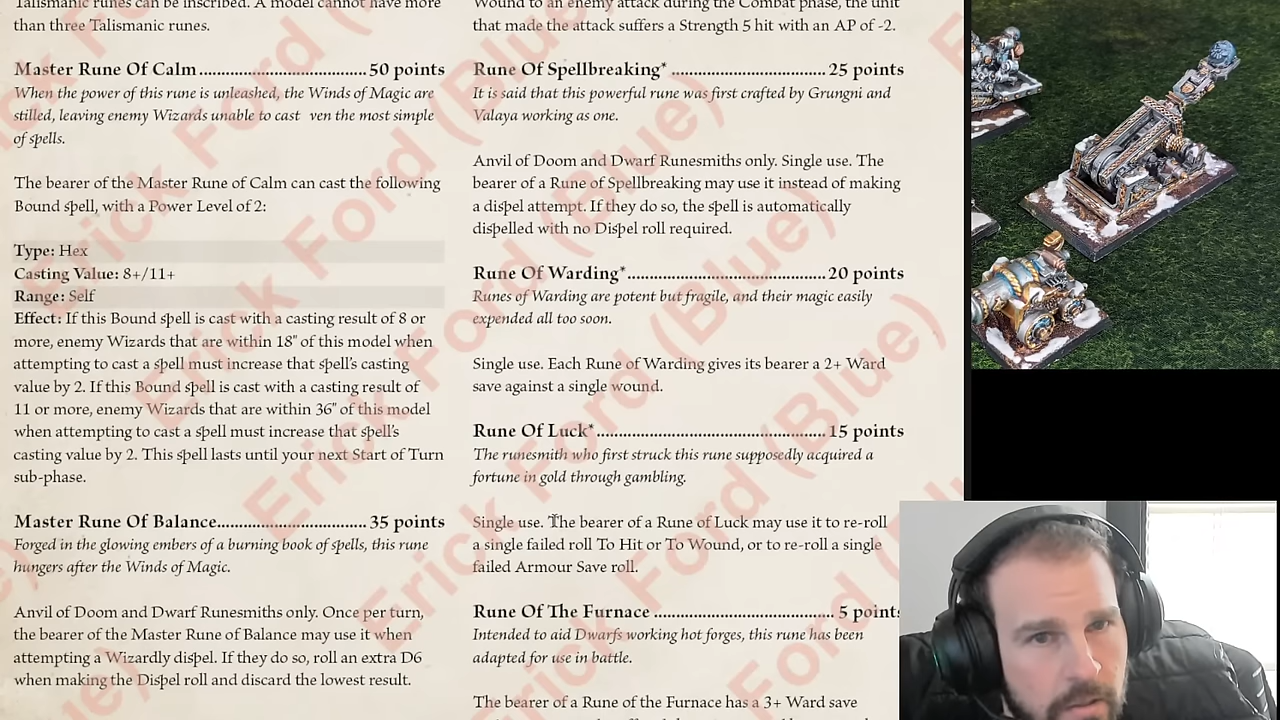 Talismanic runes can be inscribed. A model cannot have more
than three Talismanic runes.
Master Rune Of Calm..................................... 50 points
When the power of this rune is unleashed, the Winds of Magic are
stilled, leaving enemy Wizards unable to cast ven the most simple
of spells.
The bearer of the Master Rune of Calm can cast the following
Bound spell, with a Power Level of 2:
Type: Hex
Casting Value: 8+/11+
Range: Self
Effect: If this Bound spell is cast with a casting result of 8 or
more, enemy Wizards that are within 18" of this model when
attempting to cast a spell must increase that spell's casting
value by 2. If this Bound spell is cast with a casting result of
11 or more, enemy Wizards that are within 36" of this model
when attempting to cast a spell must increase that spell's
casting value by 2. This spell lasts until your next Start of Turn
sub-phase.
Master Rune Of Balance................................. 35 points
Forged in the glowing embers of a burning book of spells, this rune
hungers after the Winds of Magic.
Anvil of Doom and Dwarf Runesmiths only. Once per turn,
the bearer of the Master Rune of Balance may use it when
attempting a Wizardly dispel. If they do so, roll an extra D6
when making the Dispel roll and discard the lowest result.
Wound to an enemy attack during the Combat phase, the unit
that made the attack suffers a Strength 5 hit with an AP of -2.
Rune Of Spellbreaking* .................................. 25 points
It is said that this powerful rune was first crafted by Grungni and
Valaya working as one.
Anvil of Doom and Dwarf Runesmiths only. Single use. The
bearer of a Rune of Spellbreaking may use it instead of making
a dispel attempt. If they do so, the spell is automatically
dispelled with no Dispel roll required.
Rune Of Warding*............................................ 20 points
Runes of Warding are potent but fragile, and their magic easily
expended all too soon.
Single use. Each Rune of Warding gives its bearer a 2+ Ward
save against a single wound.
Rune Of Luck*................................................... 15 points
The runesmith who first struck this rune supposedly acquired a
fortune in gold through gambling.
Single use. The bearer of a Rune of Luck may use it to re-roll
a single failed roll To Hit or To Wound, or to re-roll a single
failed Armour Save roll.
Rune Of The Furnace ........................................ 5 points
Intended to aid Dwarfs working hot forges, this rune has been
adapted for use in battle.
The bearer of a Rune of the Furnace has a 3+ Ward save
Erick Ford (Blue)
Erick Ford (Blue)
Erick Ford (Blue)
Erick Ford (Blue)